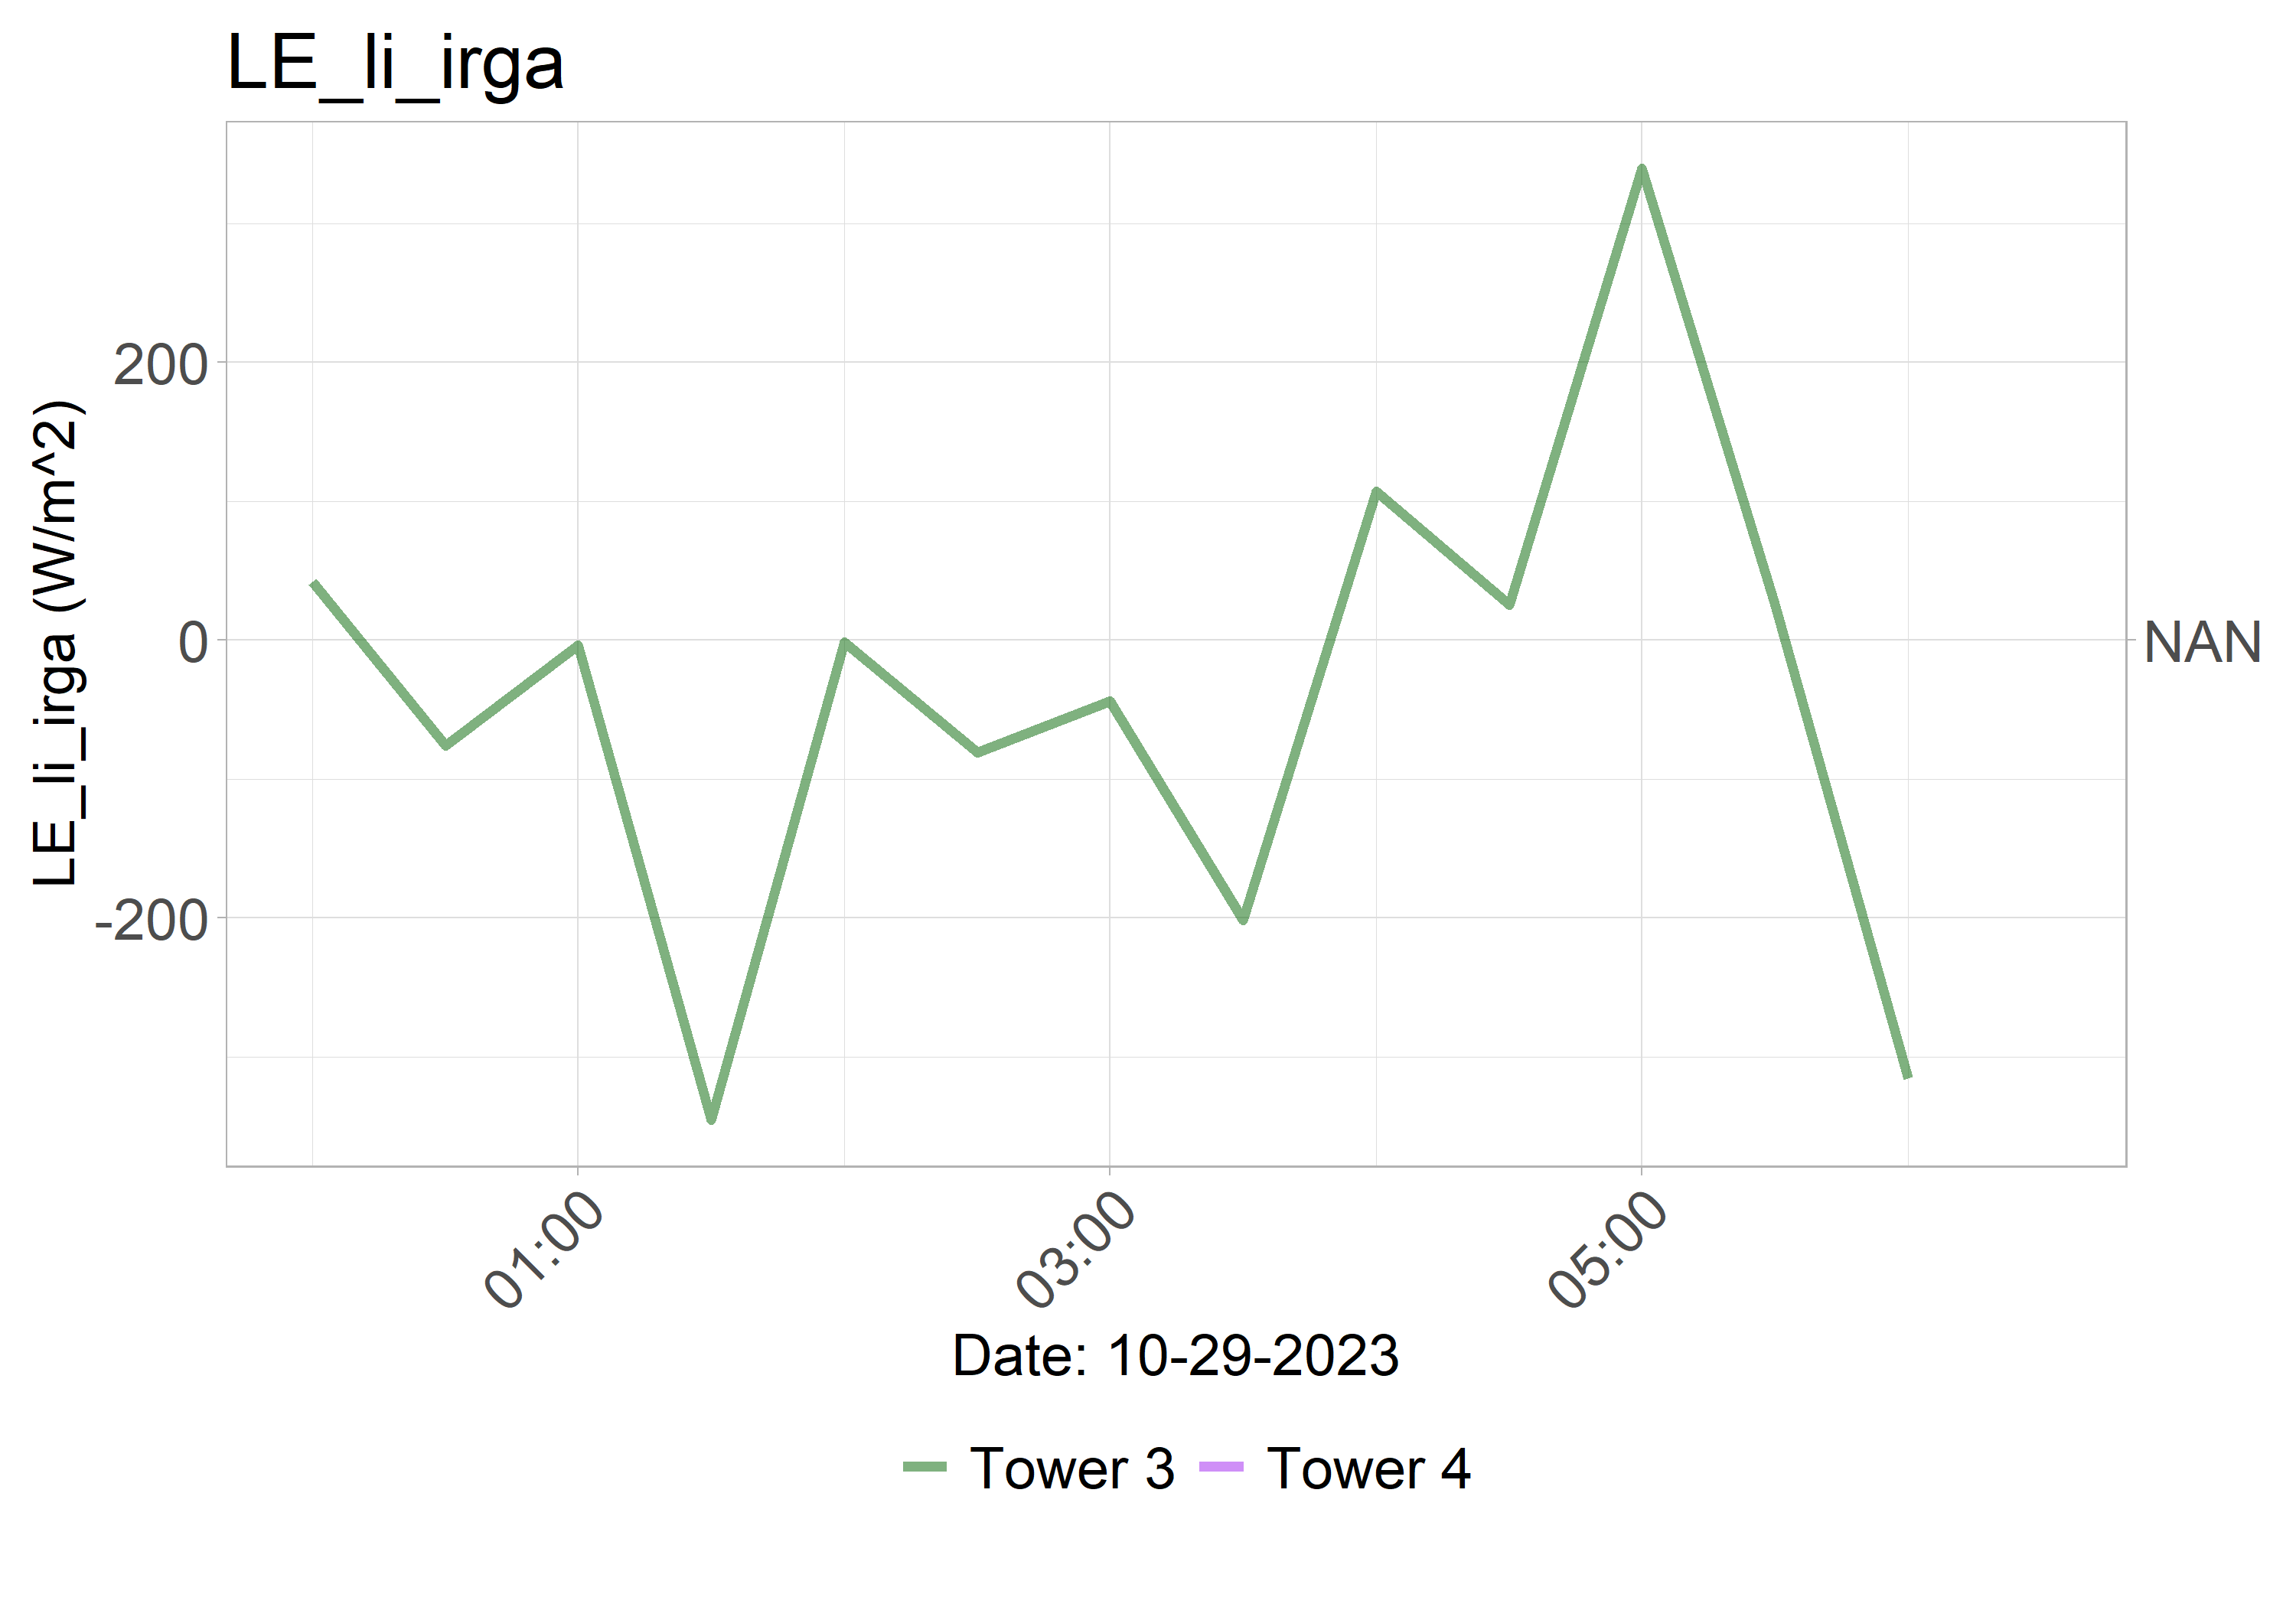 LE_li_irga
LE_li_irga (W/m^2)
200
0
-200
NAN
01:00
03:00
05:00
Date: 10-29-2023
Tower 3
Tower 4